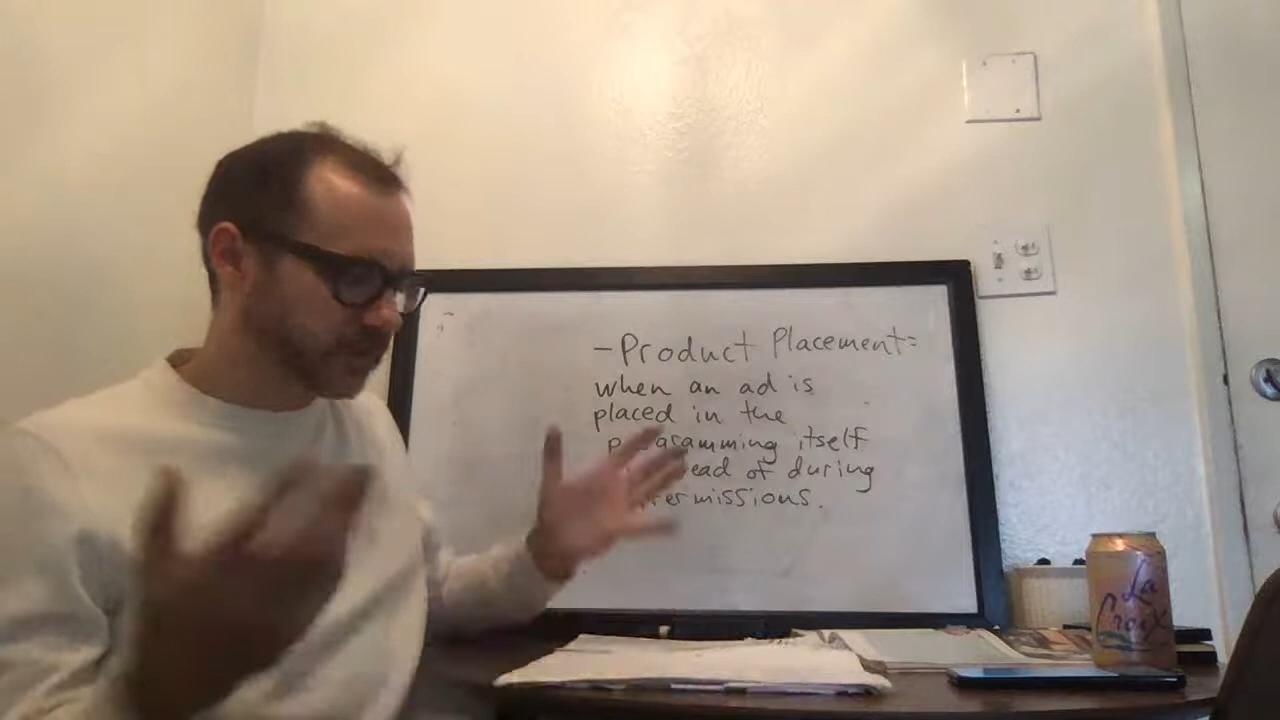 - Product Placement=
when an ad is
placed in the
itself
of during
La
Croix